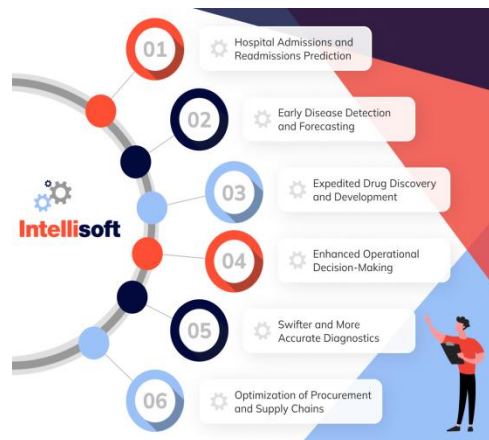 01
Hospital Admissions and
Readmissions Prediction
02
Early Disease Detection
and Forecasting
03
Expedited Drug Discovery
and Development
Intellisoft
04
Enhanced Operational
Decision-Making
05
Swifter and More
Accurate Diagnostics
06
Optimization of Procurement
and Supply Chains